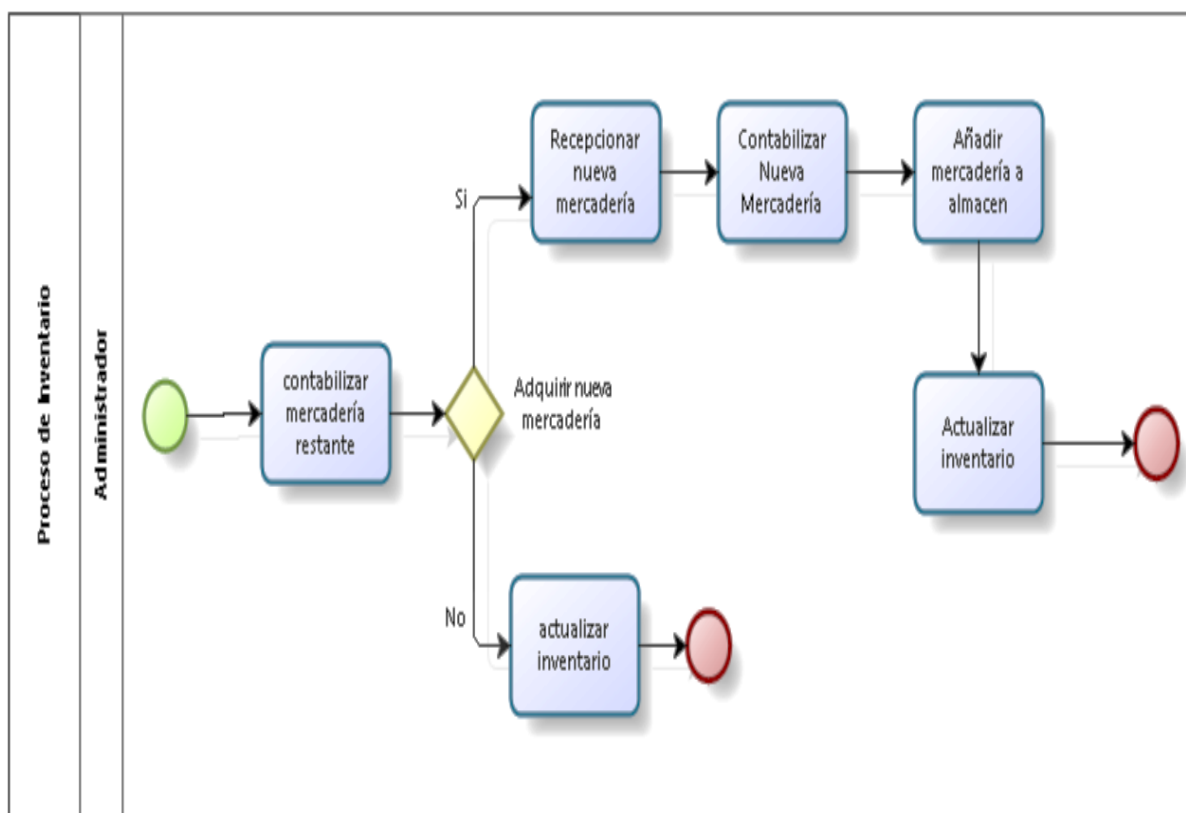 Proceso de Inventario
Administrador
contabilizar
mercadería
restante
Adquirir nueva
mercadería
Si
Recepcionar
nueva
mercadería
Contabilizar
Nueva
Mercadería
Añadir
mercadería a
almacen
Actualizar
inventario
No
actualizar
inventario